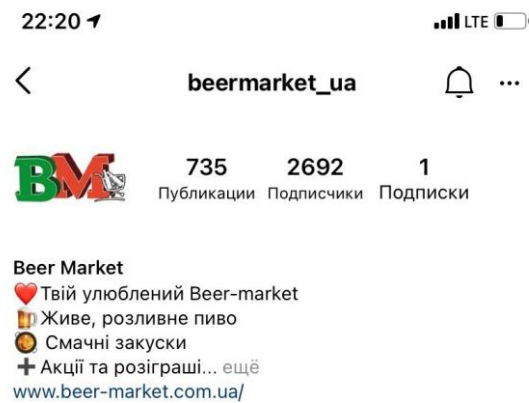 22:20 LTE
beermarket_ua ...
BM
735 2692 1
Публикации Подписчики Подписки
Beer Market
Твій улюблений Beer-market
Живе, розливне пиво
Смачні закуски
Акції та розіграші... ещё
www.beer-market.com.ua/